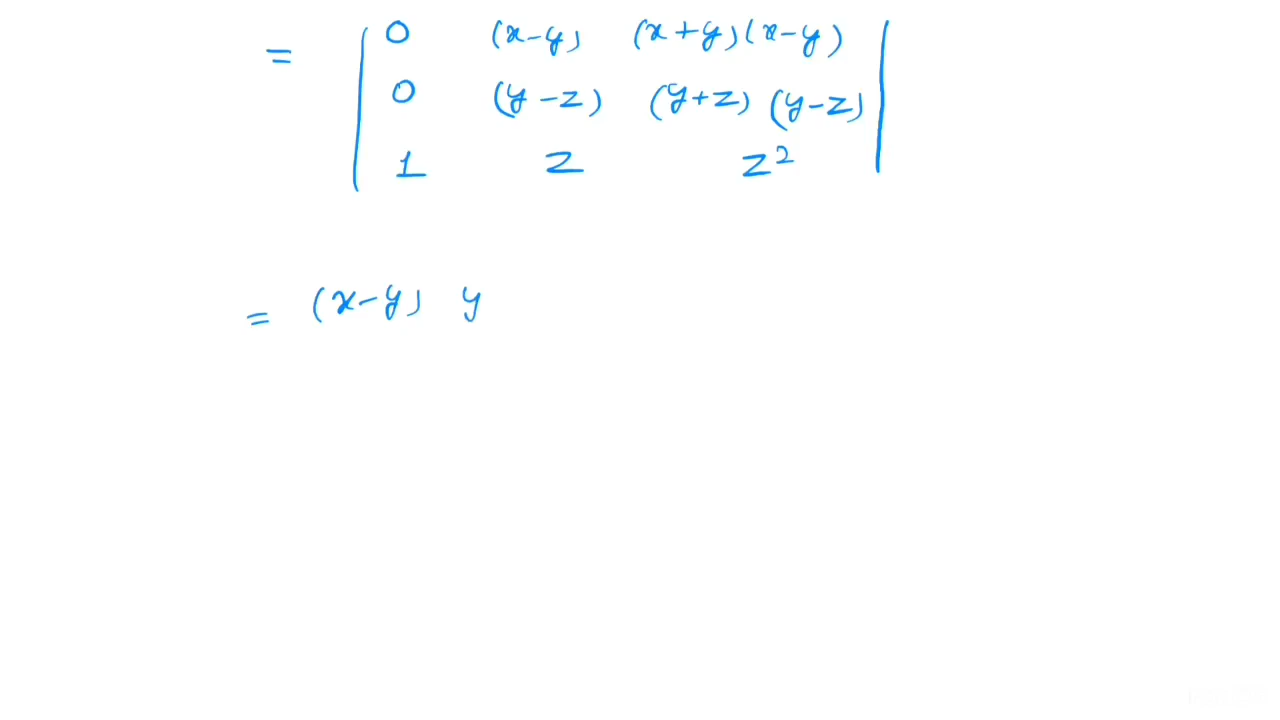 = | 0 (x-y) (x+y)(x-y) |
| 0 (y-z) (y+z) (y-z) |
| 1 z z² |
= (x-y) y